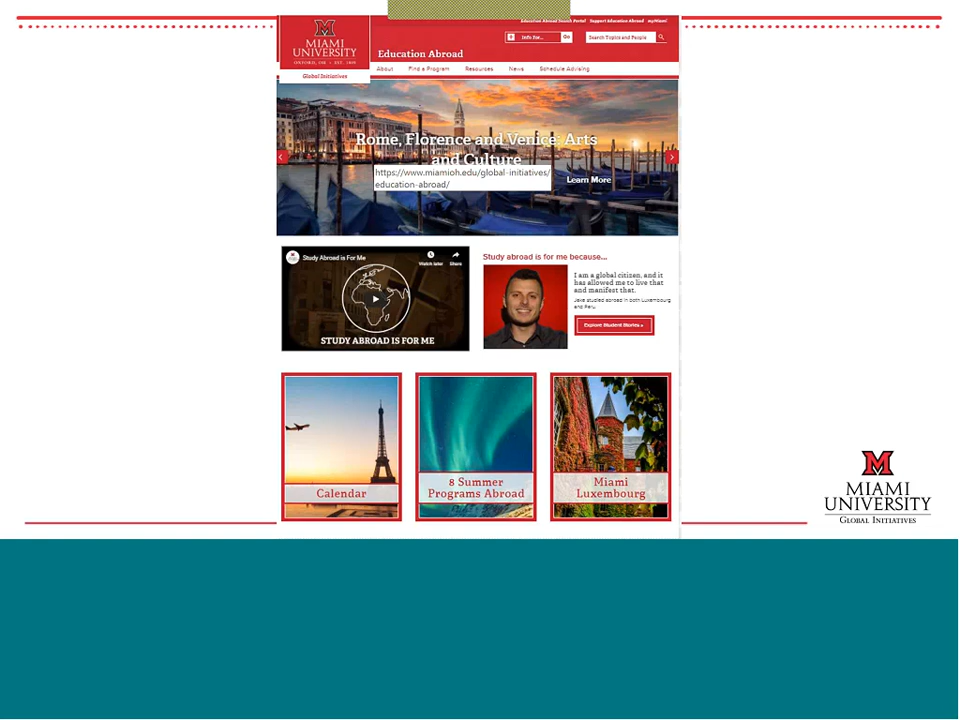 Education Abroad Search Portal Support Education Abroad myMiami
M
MIAMI
UNIVERSITY
OXFORD, OH • EST. 1809
Global Initiatives
Info for... Go
Search Topics and People
Education Abroad
About Find a Program Resources News Schedule Advising
Rome, Florence and Venice: Arts
and Culture
https://www.miamioh.edu/global-initiatives/
education-abroad/
Learn More
Study Abroad is For Me
Watch later Share
STUDY ABROAD IS FOR ME
Study abroad is for me because...
I am a global citizen, and it
has allowed me to live that
and manifest that.
Jake studied abroad in both Luxembourg
and Peru.
Explore Student Stories »
Calendar
8 Summer
Programs Abroad
Miami
Luxembourg
M
MIAMI
UNIVERSITY
GLOBAL INITIATIVES